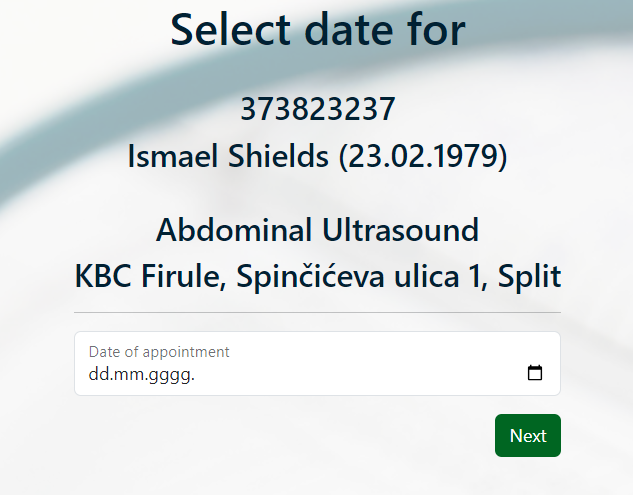 Select date for
373823237
Ismael Shields (23.02.1979)
Abdominal Ultrasound
KBC Firule, Spinčićeva ulica 1, Split
Date of appointment
dd.mm.gggg.
Next